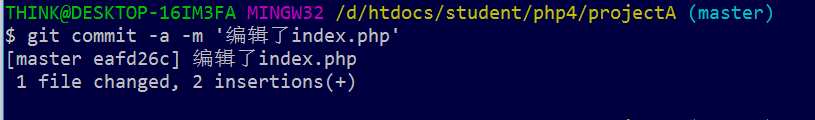 THINK@DESKTOP-16IM3FA MINGW32 /d/htdocs/student/php4/projectA (master)
$ git commit -a -m '编辑了index.php'
[master eafd26c] 编辑了index.php
 1 file changed, 2 insertions(+)